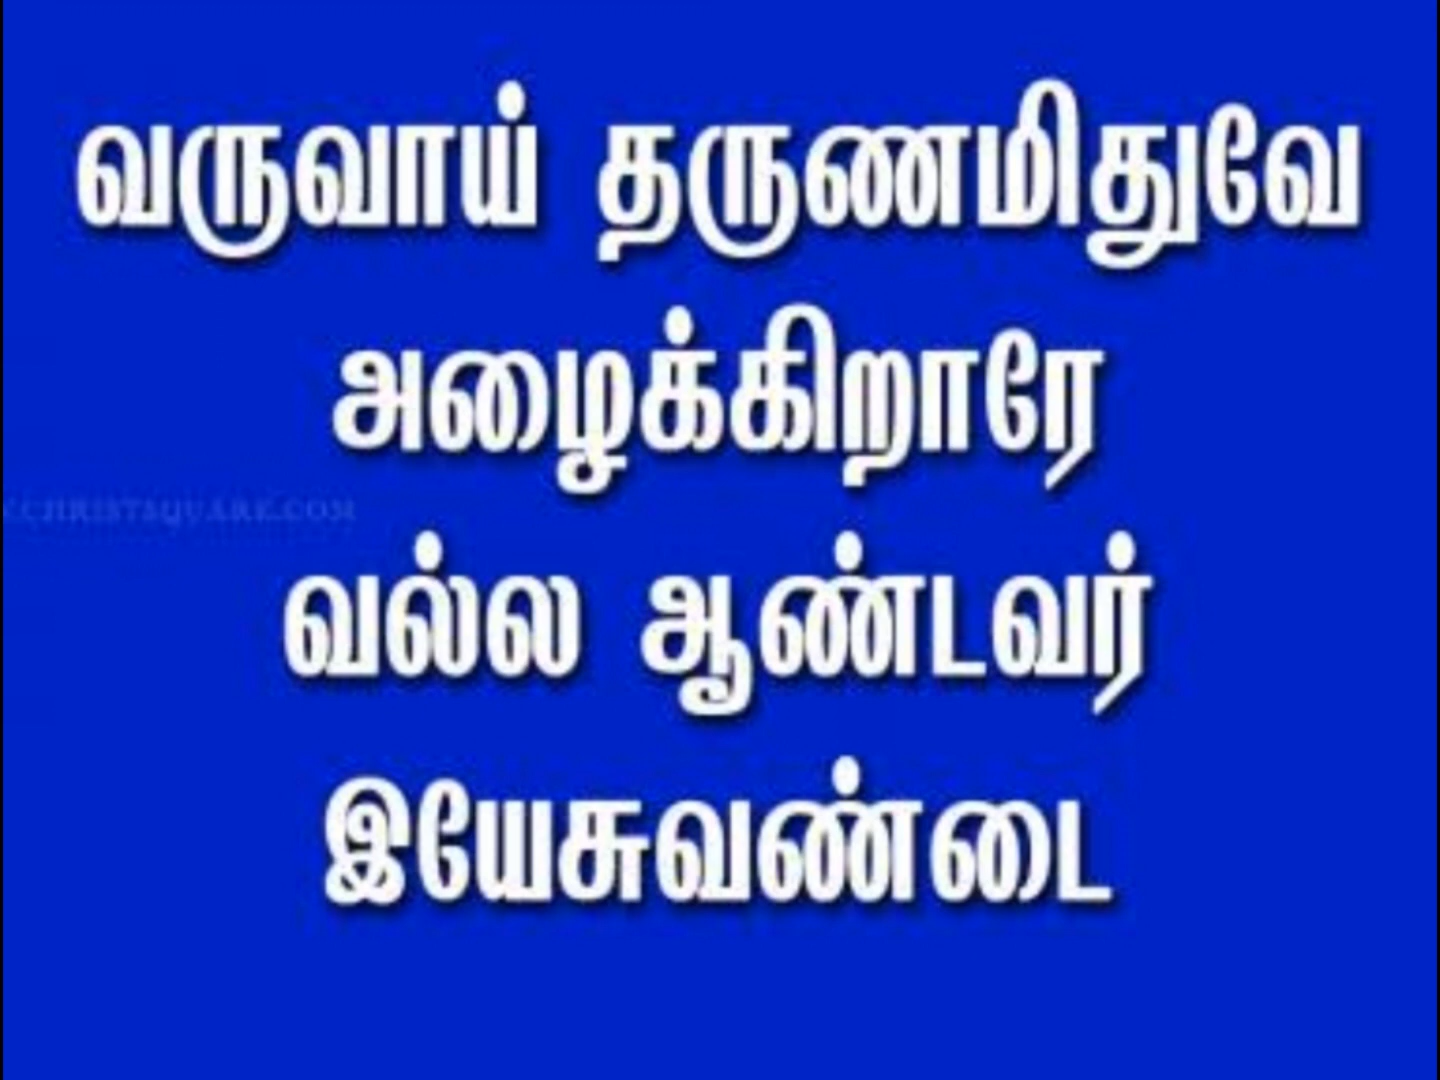 வருவாய் தருணமிதுவே
அழைக்கிறாரே
வல்ல ஆண்டவர்
இயேசுவண்டை